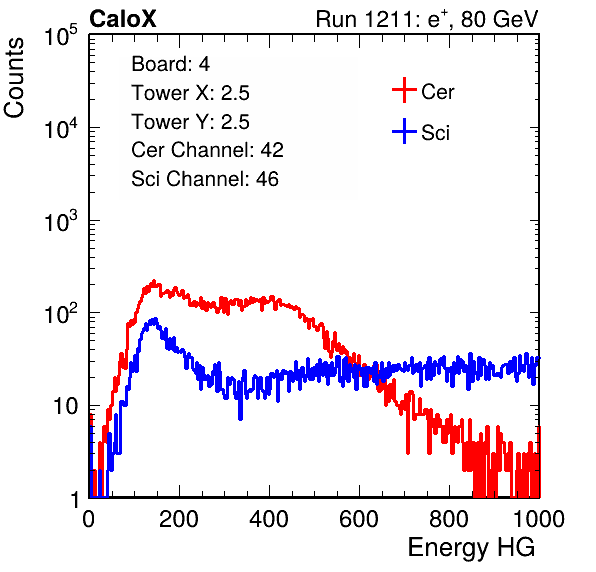 CaloX Run 1211: e⁺, 80 GeV
Counts
10⁵
10⁴
10³
10²
10
1
Board: 4
Tower X: 2.5
Tower Y: 2.5
Cer Channel: 42
Sci Channel: 46
Cer
Sci
0 200 400 600 800 1000
Energy HG